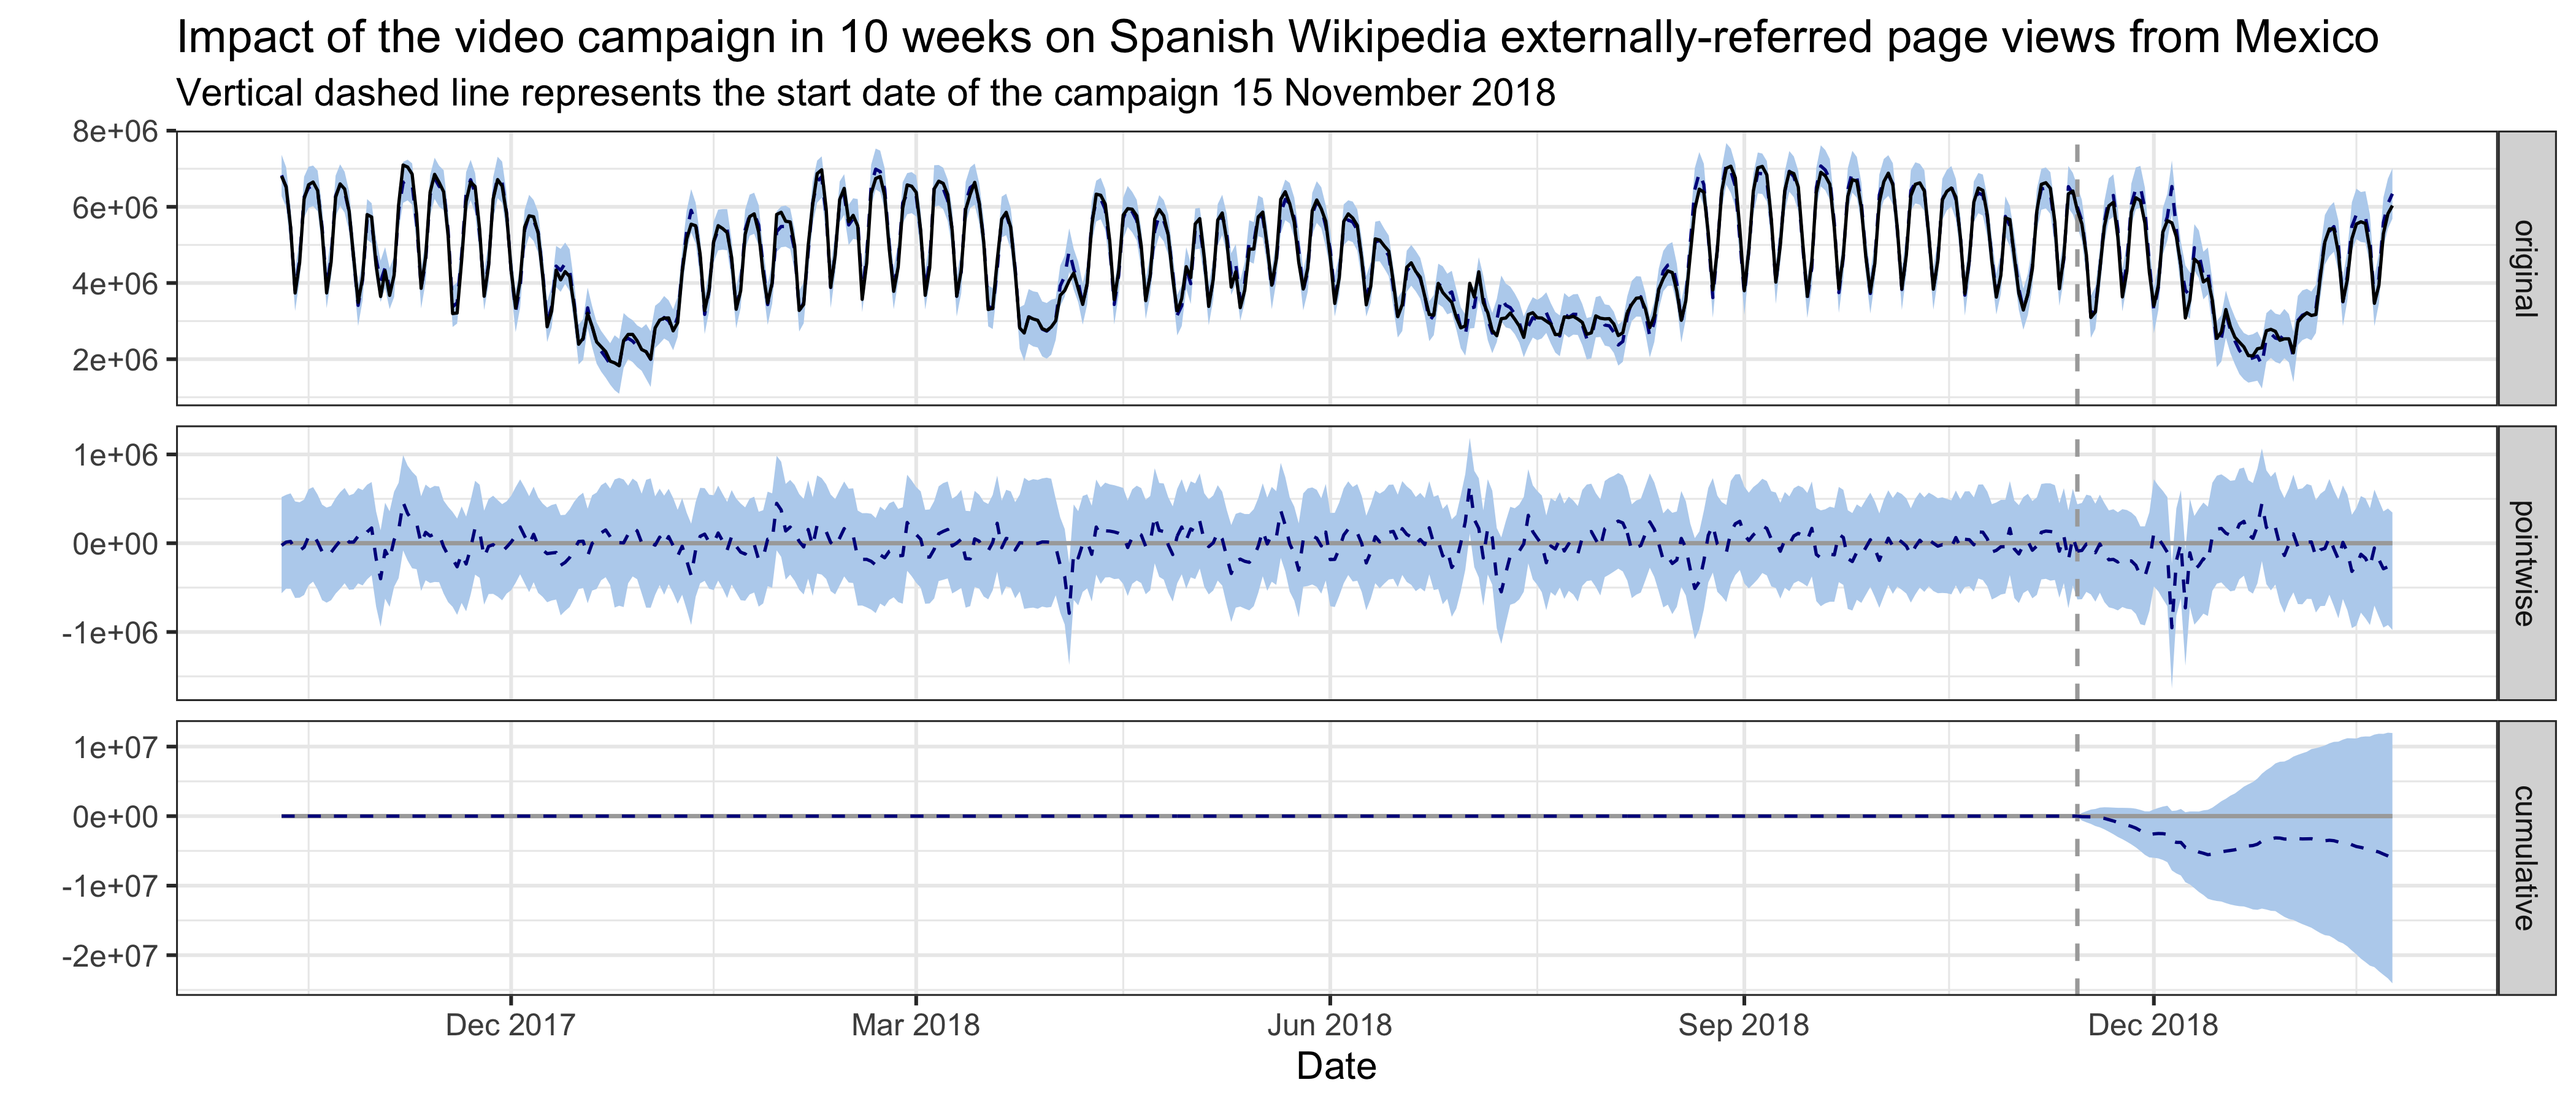 Impact of the video campaign in 10 weeks on Spanish Wikipedia externally-referred page views from Mexico
Vertical dashed line represents the start date of the campaign 15 November 2018
8e+06
6e+06
4e+06
2e+06
original
1e+06
0e+00
-1e+06
pointwise
1e+07
0e+00
-1e+07
-2e+07
cumulative
Dec 2017
Mar 2018
Jun 2018
Sep 2018
Dec 2018
Date